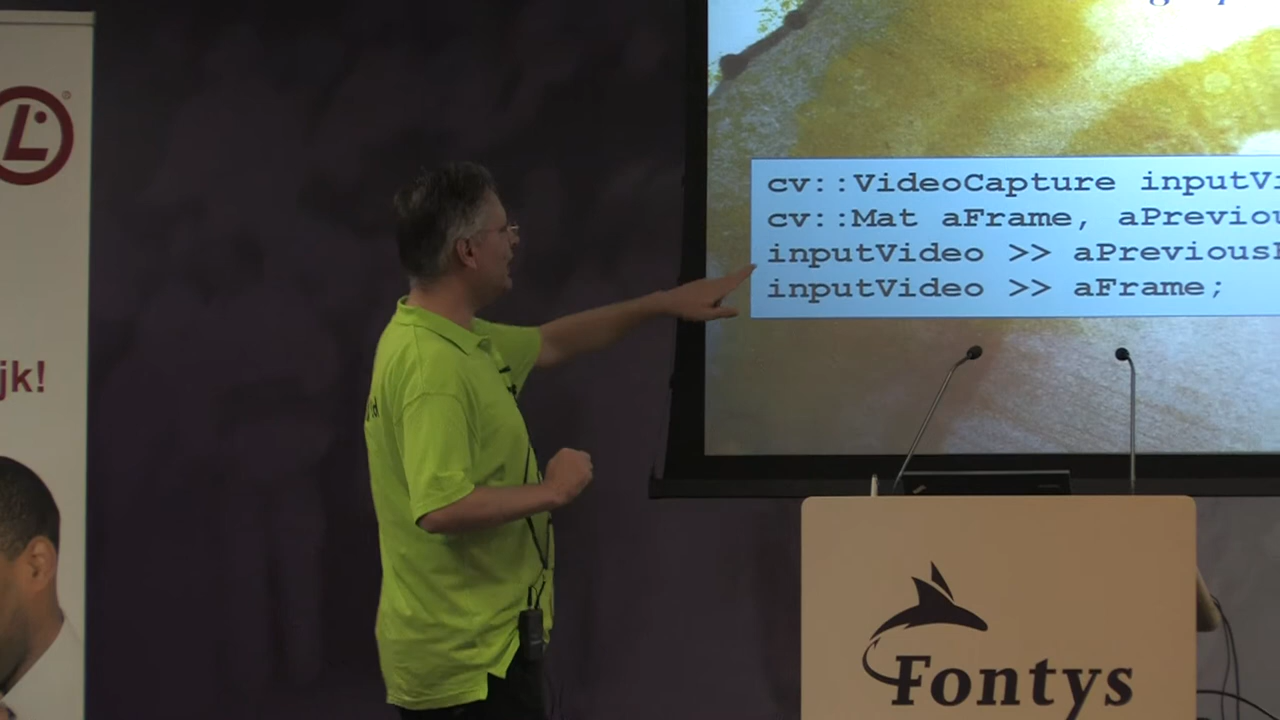 L
®
jk!
cv::VideoCapture inputVi
cv::Mat aFrame, aPreviou
inputVideo >> aPrevious
inputVideo >> aFrame;
Fontys